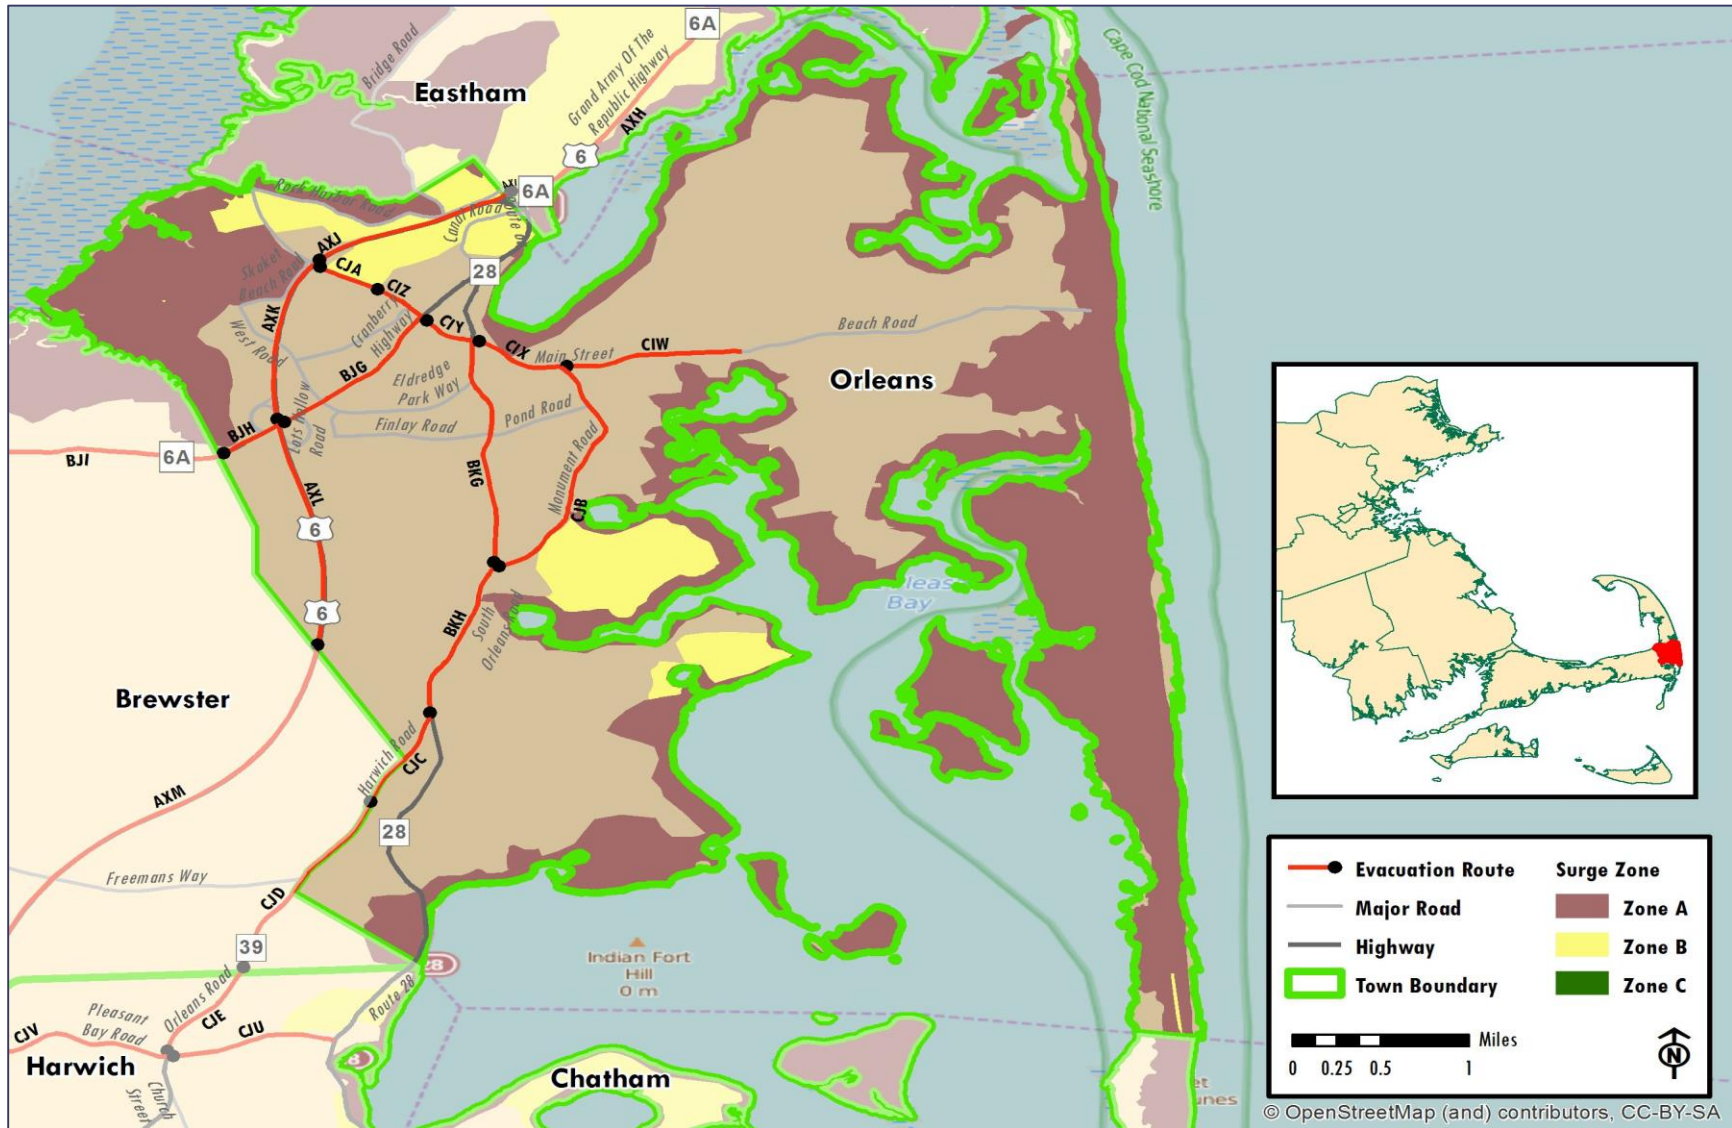 6A
Bridge Road
Eastham
Grand Army Of The
Republic Highway
AXH
6
Cape Cod National Seashore
6A
Rock Harbor Road
Canal Road
AXJ
Skaket
Beach Road
CJA
28
CIZ
AXK
Cranberry
Highway
CIY
West Road
BJG
CIX
Main Street
CIW
Beach Road
Eldredge
Park Way
Orleans
Pond Road
Finlay Road
BJH
Lots Hollow
Road
BJI
6A
BKG
Monument Road
AXL
CJB
6
6
BKH
South
Orleans Road
Bay
Brewster
Harwich Road
CJC
AXM
28
Freemans Way
CJD
39
28
Indian Fort
Hill
0 m
Orleans Road
Route 28
Pleasant
Bay Road
CJE
CJV
CJU
Harwich
Church
Street
Chatham
Evacuation Route
Major Road
Highway
Town Boundary
Surge Zone
Zone A
Zone B
Zone C
Miles
0 0.25 0.5 1
N
© OpenStreetMap (and) contributors, CC-BY-SA